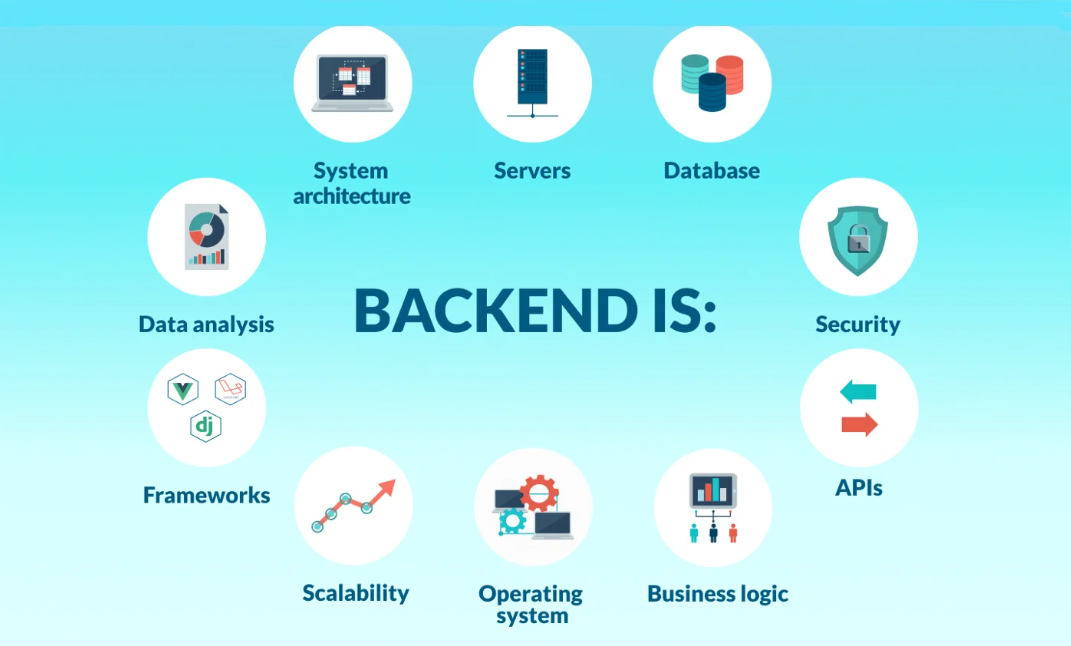 System
architecture
Servers
Database
Data analysis
BACKEND IS:
Security
dj
Frameworks
APIs
Scalability
Operating
system
Business logic